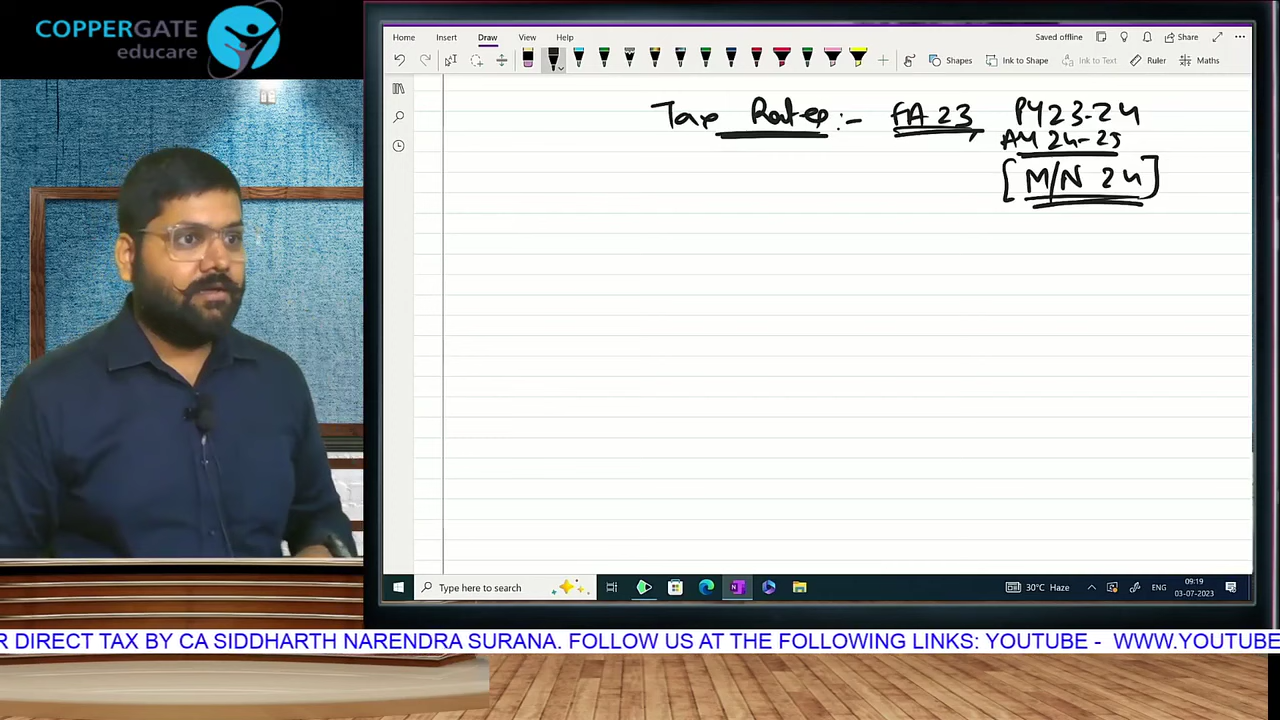 COPPERGATE
educare
Home Insert Draw View Help
Saved offline
Share
Shapes
Ink to Shape
Ink to Text
Ruler
Maths
Tax Rates :- FA 23 PY 23-24
AY 24-25
[M/N 24]
Type here to search
30°C Haze
ENG
09:19
03-07-2023
R DIRECT TAX BY CA SIDDHARTH NARENDRA SURANA. FOLLOW US AT THE FOLLOWING LINKS: YOUTUBE - WWW.YOUTUBE